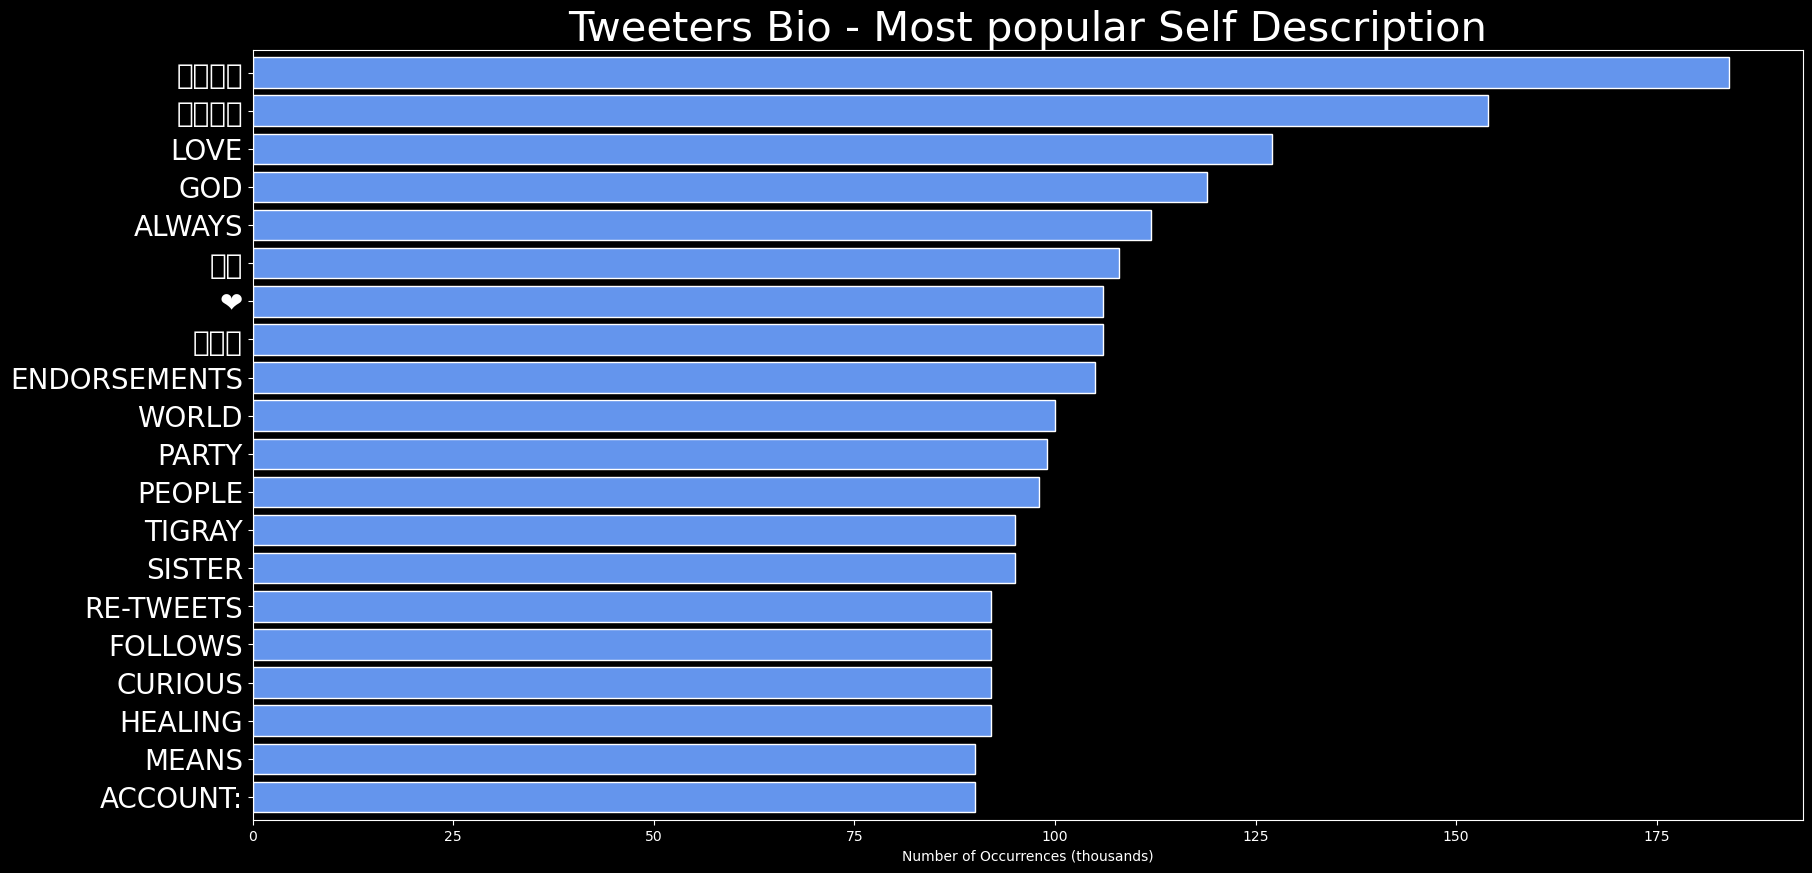 Tweeters Bio - Most popular Self Description
LOVE
GOD
ALWAYS
❤
ENDORSEMENTS
WORLD
PARTY
PEOPLE
TIGRAY
SISTER
RE-TWEETS
FOLLOWS
CURIOUS
HEALING
MEANS
ACCOUNT:
0 25 50 75 100 125 150 175
Number of Occurrences (thousands)